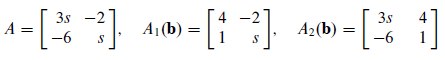 A = [ 3s −2 ; −6 s ], A₁(b) = [ 4 −2 ; 1 s ], A₂(b) = [ 3s 4 ; −6 1 ]